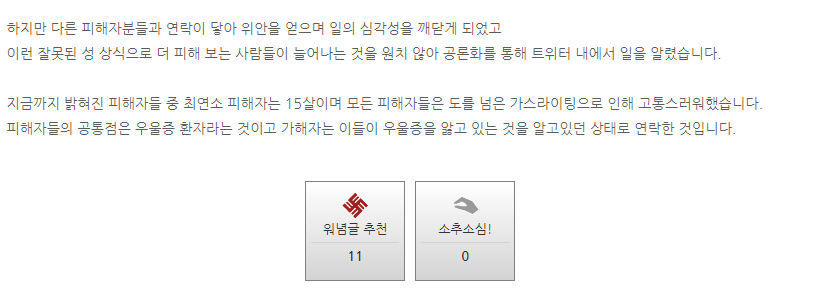 하지만 다른 피해자분들과 연락이 닿아 위안을 얻으며 일의 심각성을 깨닫게 되었고
이런 잘못된 성 상식으로 더 피해 보는 사람들이 늘어나는 것을 원치 않아 공론화를 통해 트위터 내에서 일을 알렸습니다.
지금까지 밝혀진 피해자들 중 최연소 피해자는 15살이며 모든 피해자들은 도를 넘은 가스라이팅으로 인해 고통스러워했습니다.
피해자들의 공통점은 우울증 환자라는 것이고 가해자는 이들이 우울증을 앓고 있는 것을 알고있던 상태로 연락한 것입니다.
워념글 추천
11
소추소심!
0